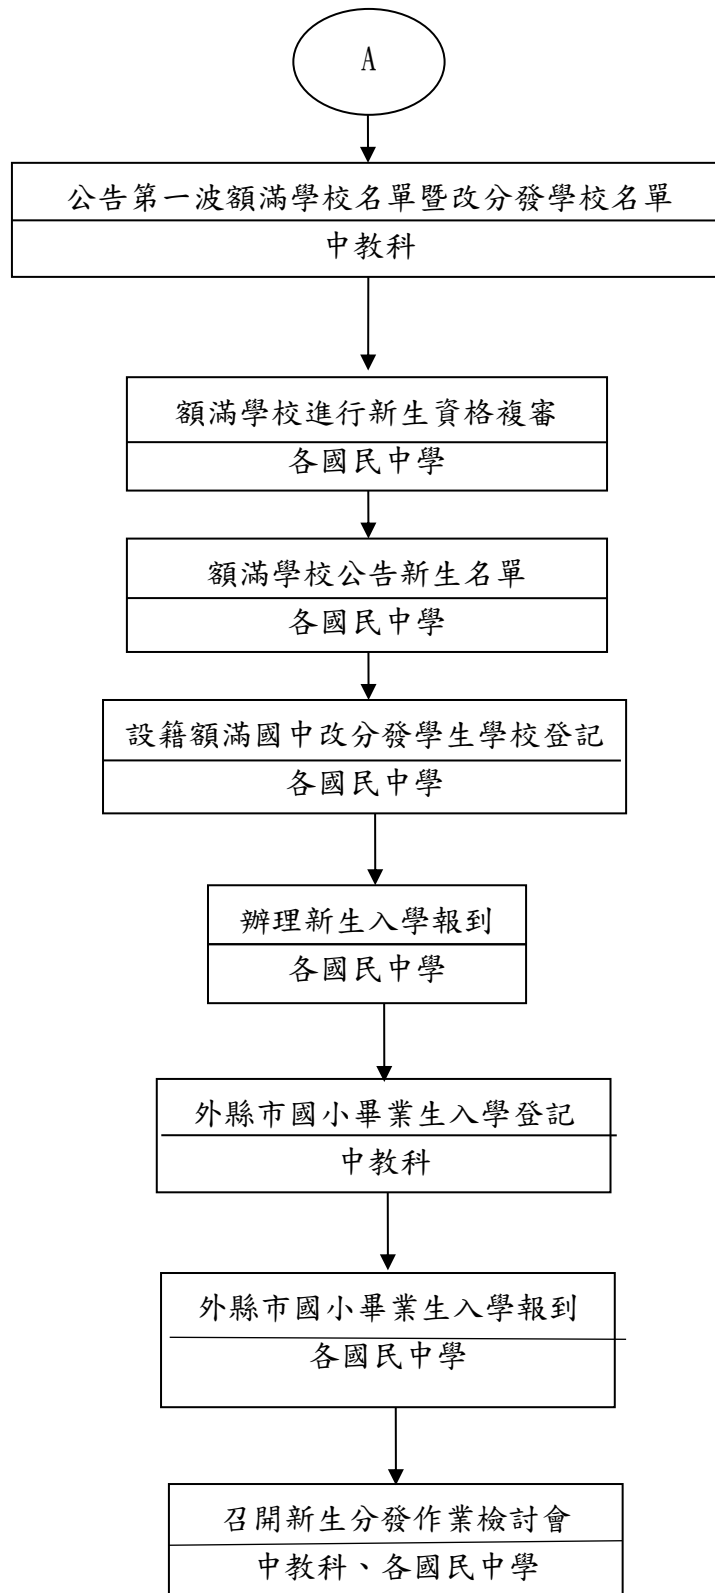 A
公告第一波額滿學校名單暨改分發學校名單
中教科
額滿學校進行新生資格複審
各國民中學
額滿學校公告新生名單
各國民中學
設籍額滿國中改分發學生學校登記
各國民中學
辦理新生入學報到
各國民中學
外縣市國小畢業生入學登記
中教科
外縣市國小畢業生入學報到
各國民中學
召開新生分發作業檢討會
中教科、各國民中學